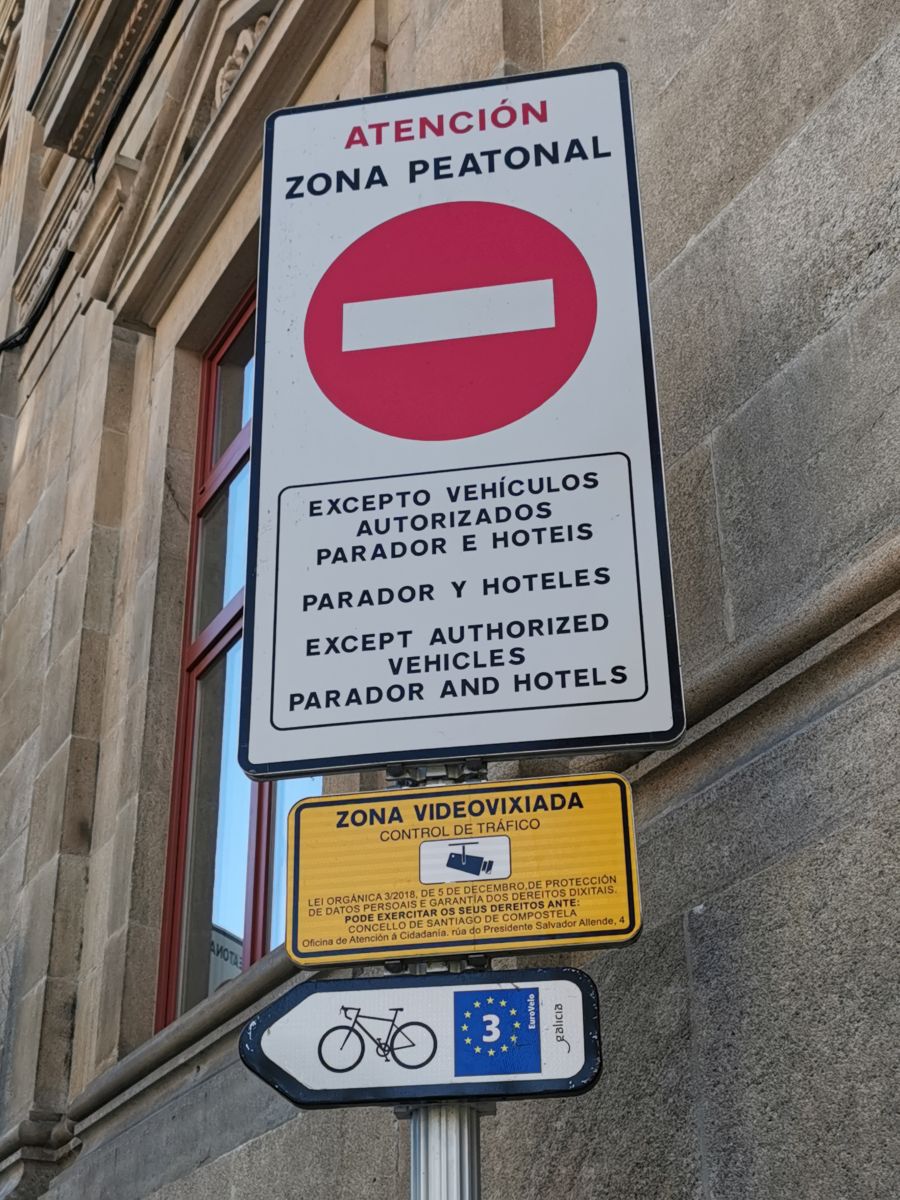 ATENCIÓN
ZONA PEATONAL
EXCEPTO VEHÍCULOS
AUTORIZADOS
PARADOR E HOTEIS
PARADOR Y HOTELES
EXCEPT AUTHORIZED
VEHICLES
PARADOR AND HOTELS
ZONA VIDEOVIXIADA
CONTROL DE TRÁFICO
LEI ORGÁNICA 3/2018, DE 5 DE DECEMBRO, DE PROTECCIÓN
DE DATOS PERSOAIS E GARANTÍA DOS DEREITOS DIXITAIS.
PODE EXERCITAR OS SEUS DEREITOS ANTE:
CONCELLO DE SANTIAGO DE COMPOSTELA
Oficina de Atención á Cidadanía. rúa do Presidente Salvador Allende, 4
3
EuroVelo
galicia